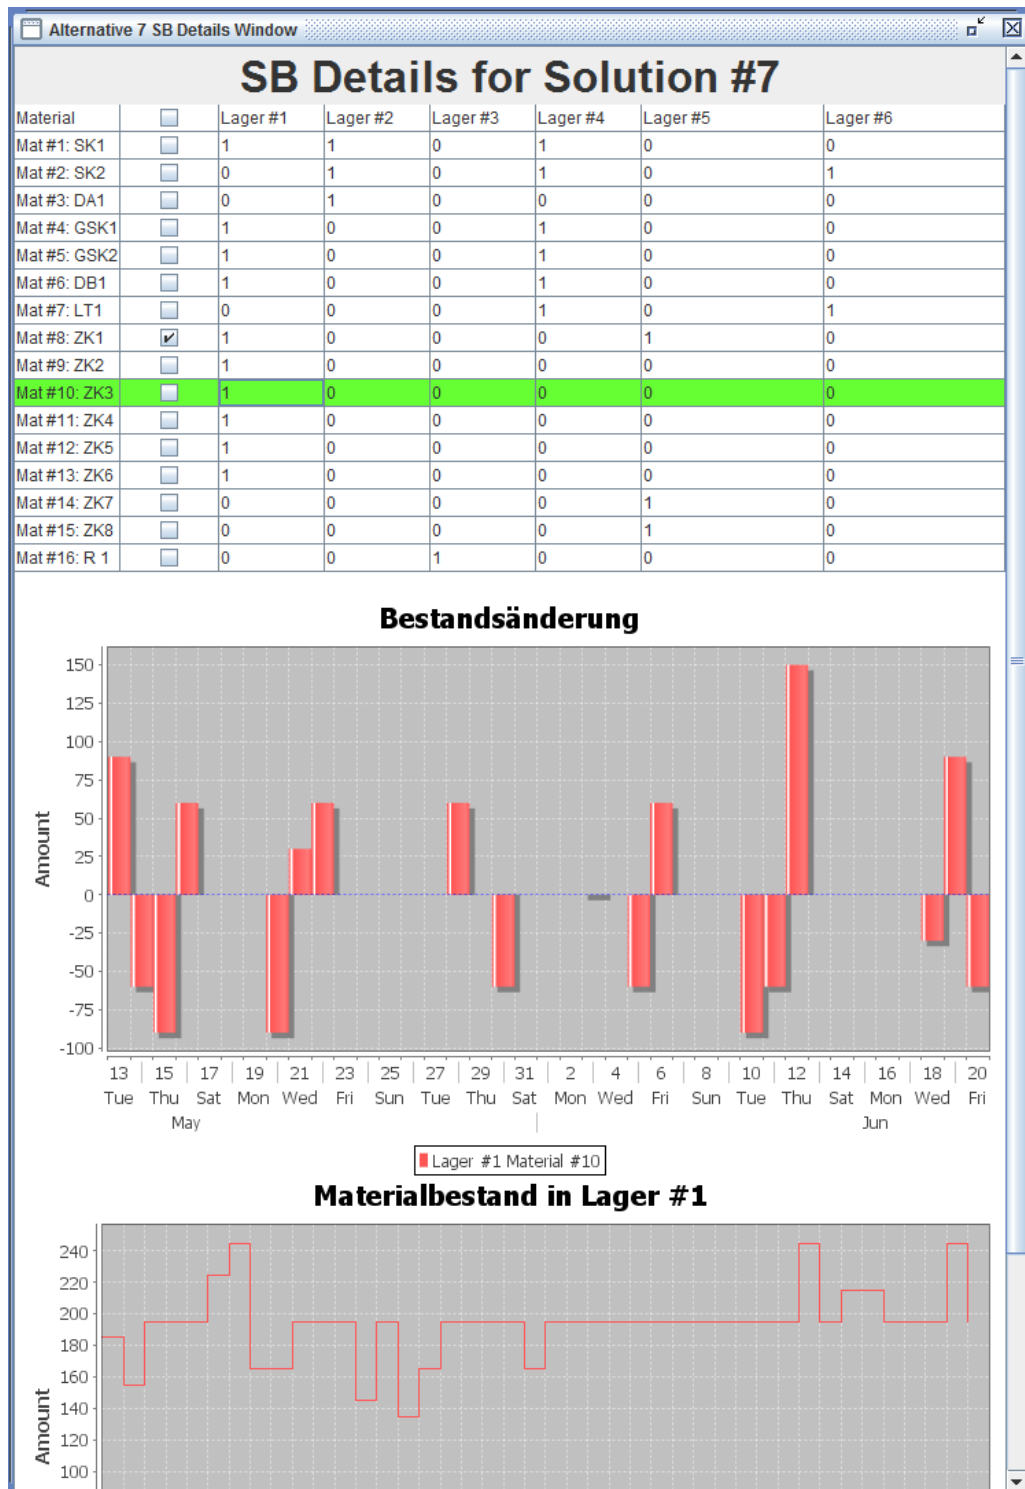 Alternative 7 SB Details Window
SB Details for Solution #7
Material Lager #1 Lager #2 Lager #3 Lager #4 Lager #5 Lager #6
Mat #1: SK1 1 1 0 1 0 0
Mat #2: SK2 0 1 0 1 0 1
Mat #3: DA1 0 1 0 0 0 0
Mat #4: GSK1 1 0 0 1 0 0
Mat #5: GSK2 1 0 0 1 0 0
Mat #6: DB1 1 0 0 1 0 0
Mat #7: LT1 0 0 0 1 0 1
Mat #8: ZK1 1 0 0 0 1 0
Mat #9: ZK2 1 0 0 0 0 0
Mat #10: ZK3 1 0 0 0 0 0
Mat #11: ZK4 1 0 0 0 0 0
Mat #12: ZK5 1 0 0 0 0 0
Mat #13: ZK6 1 0 0 0 0 0
Mat #14: ZK7 0 0 0 0 1 0
Mat #15: ZK8 0 0 0 0 1 0
Mat #16: R 1 0 0 1 0 0 0
Bestandsänderung
150
125
100
75
50
25
0
-25
-50
-75
-100
Amount
13 15 17 19 21 23 25 27 29 31 2 4 6 8 10 12 14 16 18 20
Tue Thu Sat Mon Wed Fri Sun Tue Thu Sat Mon Wed Fri Sun Tue Thu Sat Mon Wed Fri
May Jun
Lager #1 Material #10
Materialbestand in Lager #1
240
220
200
180
160
140
120
100
Amount